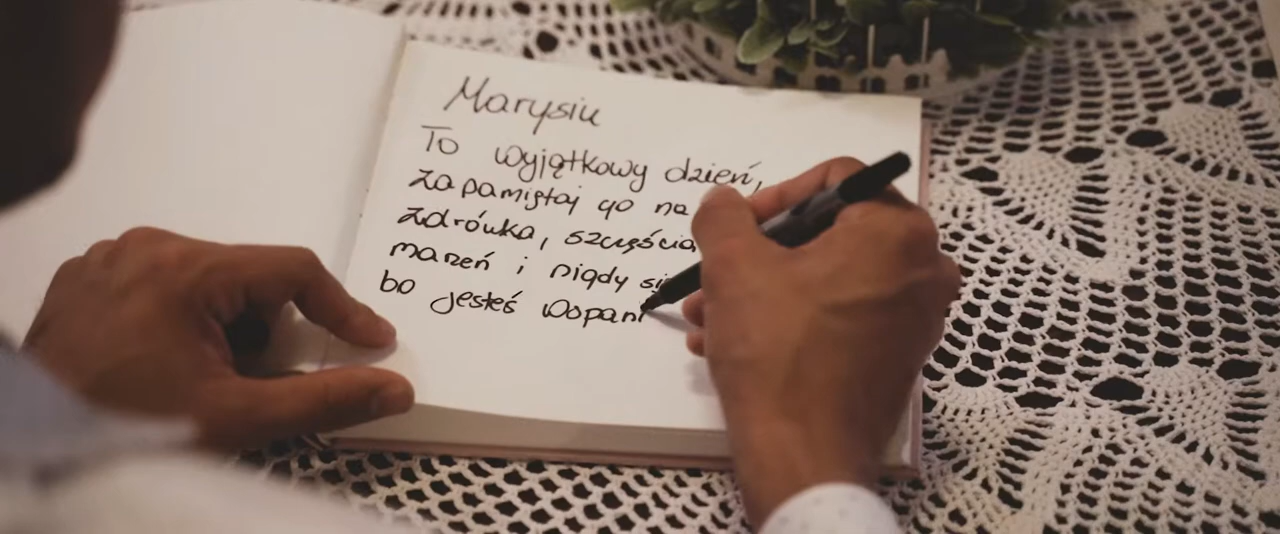 Marysiu
To wyjątkowy dzień,
zapamiętaj go na
zdrówka, szczęścia,
marzeń i nigdy
bo jesteś